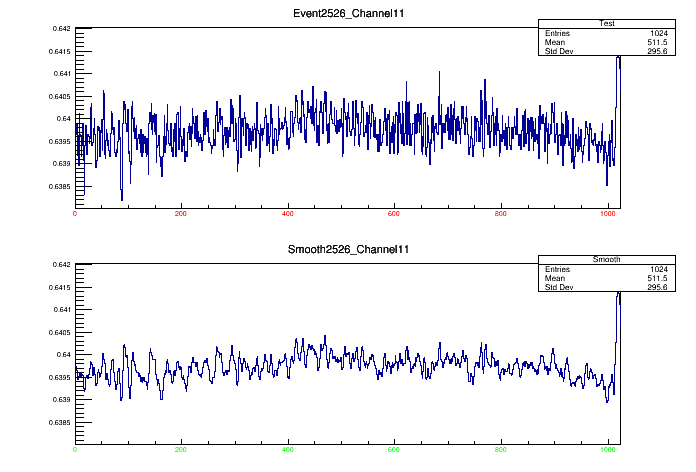 Event2526_Channel11
Test
Entries 1024
Mean 511.5
Std Dev 295.6
0.642
0.6415
0.641
0.6405
0.64
0.6395
0.639
0.6385
0 200 400 600 800 1000
Smooth2526_Channel11
Smooth
Entries 1024
Mean 511.5
Std Dev 295.6
0.642
0.6415
0.641
0.6405
0.64
0.6395
0.639
0.6385
0 200 400 600 800 1000